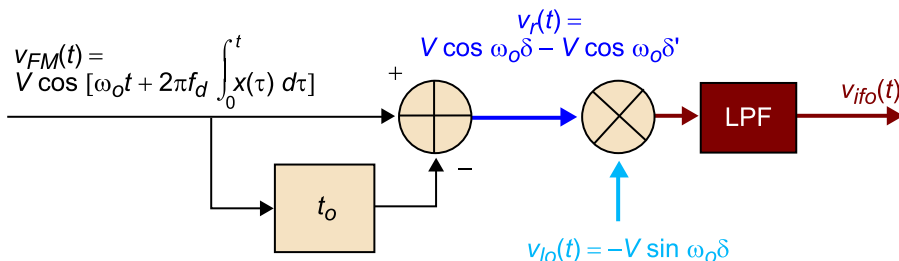 v_r(t) =
V cos ω_oδ – V cos ω_oδ'
v_FM(t) =
V cos [ω_o t + 2πf_d ∫_0^t x(τ) dτ]
+
v_ifo(t)
LPF
–
t_o
v_lo(t) = –V sin ω_oδ